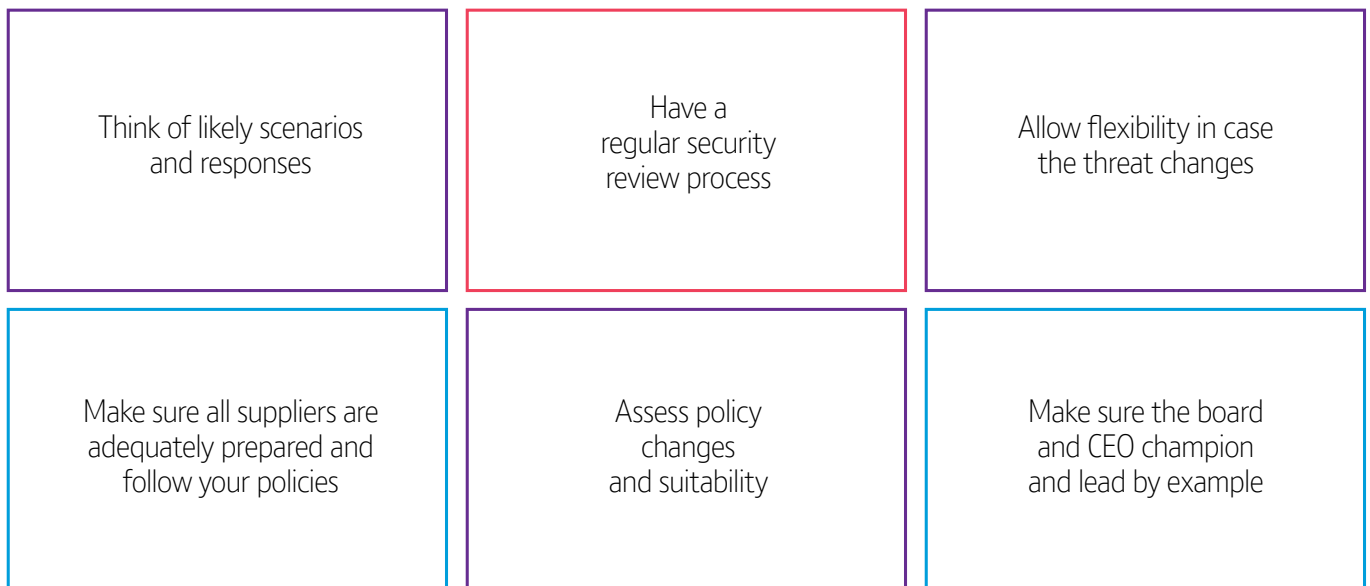 Think of likely scenarios
and responses
Have a
regular security
review process
Allow flexibility in case
the threat changes
Make sure all suppliers are
adequately prepared and
follow your policies
Assess policy
changes
and suitability
Make sure the board
and CEO champion
and lead by example